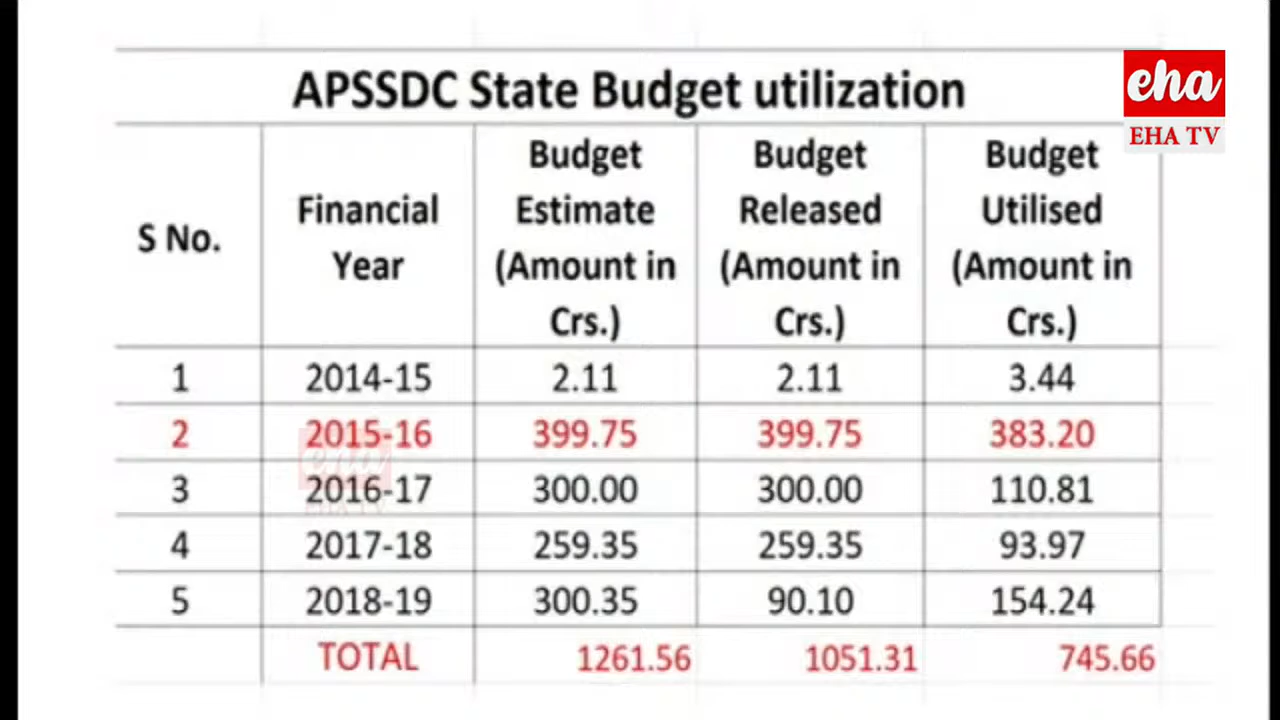 APSSDC State Budget utilization
eha
EHA TV
S No. Financial Year Budget Estimate (Amount in Crs.) Budget Released (Amount in Crs.) Budget Utilised (Amount in Crs.)
1 2014-15 2.11 2.11 3.44
2 2015-16 399.75 399.75 383.20
3 2016-17 300.00 300.00 110.81
4 2017-18 259.35 259.35 93.97
5 2018-19 300.35 90.10 154.24
TOTAL 1261.56 1051.31 745.66
eha